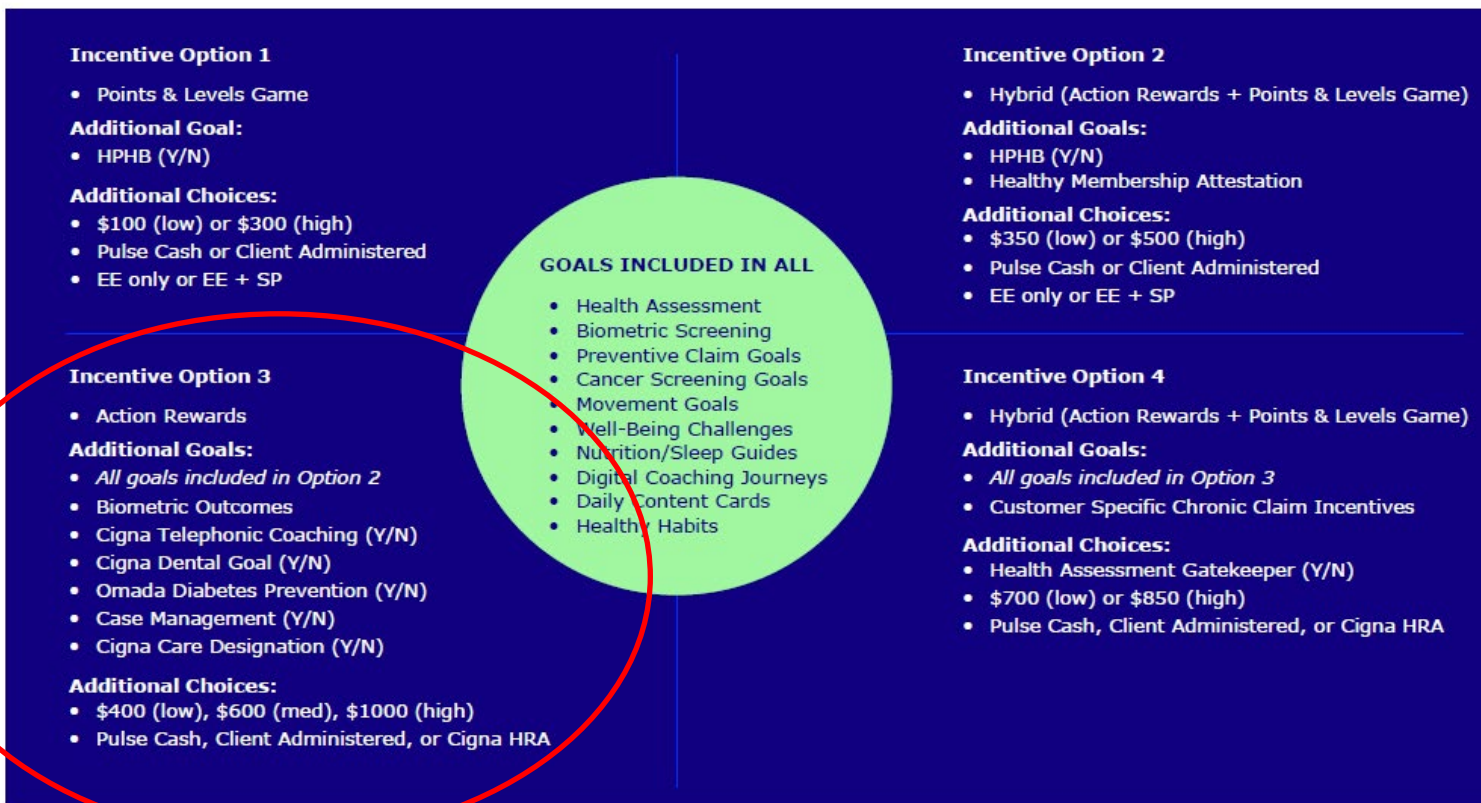 Incentive Option 1
• Points & Levels Game
Additional Goal:
• HPHB (Y/N)
Additional Choices:
• $100 (low) or $300 (high)
• Pulse Cash or Client Administered
• EE only or EE + SP
Incentive Option 2
• Hybrid (Action Rewards + Points & Levels Game)
Additional Goals:
• HPHB (Y/N)
• Healthy Membership Attestation
Additional Choices:
• $350 (low) or $500 (high)
• Pulse Cash or Client Administered
• EE only or EE + SP
GOALS INCLUDED IN ALL
• Health Assessment
• Biometric Screening
• Preventive Claim Goals
• Cancer Screening Goals
• Movement Goals
• Well-Being Challenges
• Nutrition/Sleep Guides
• Digital Coaching Journeys
• Daily Content Cards
• Healthy Habits
Incentive Option 3
• Action Rewards
Additional Goals:
• All goals included in Option 2
• Biometric Outcomes
• Cigna Telephonic Coaching (Y/N)
• Cigna Dental Goal (Y/N)
• Omada Diabetes Prevention (Y/N)
• Case Management (Y/N)
• Cigna Care Designation (Y/N)
Additional Choices:
• $400 (low), $600 (med), $1000 (high)
• Pulse Cash, Client Administered, or Cigna HRA
Incentive Option 4
• Hybrid (Action Rewards + Points & Levels Game)
Additional Goals:
• All goals included in Option 3
• Customer Specific Chronic Claim Incentives
Additional Choices:
• Health Assessment Gatekeeper (Y/N)
• $700 (low) or $850 (high)
• Pulse Cash, Client Administered, or Cigna HRA